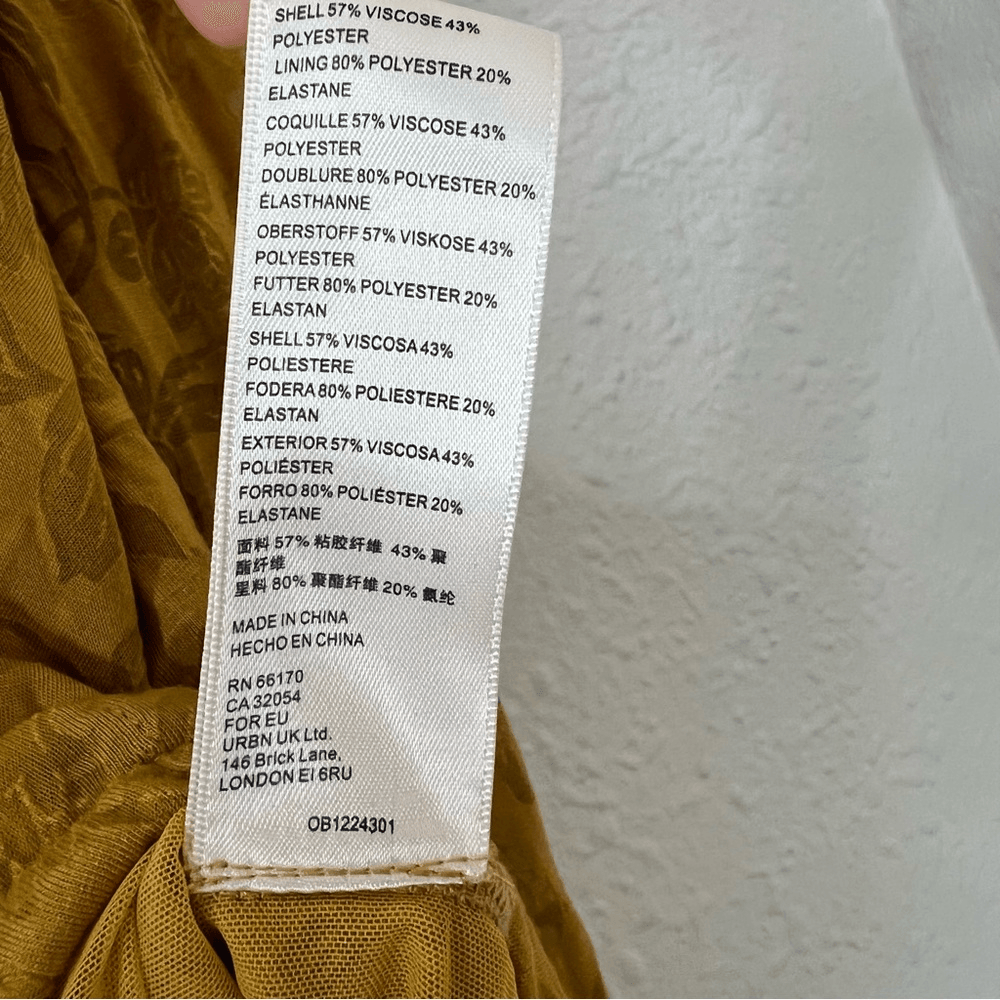 SHELL 57% VISCOSE 43%
POLYESTER
LINING 80% POLYESTER 20%
ELASTANE
COQUILLE 57% VISCOSE 43%
POLYESTER
DOUBLURE 80% POLYESTER 20%
ÉLASTHANNE
OBERSTOFF 57% VISKOSE 43%
POLYESTER
FUTTER 80% POLYESTER 20%
ELASTAN
SHELL 57% VISCOSA 43%
POLIESTERE
FODERA 80% POLIESTERE 20%
ELASTAN
EXTERIOR 57% VISCOSA 43%
POLIÉSTER
FORRO 80% POLIÉSTER 20%
ELASTANE
面料 57% 粘胶纤维 43% 聚
酯纤维
里料 80% 聚酯纤维 20% 氨纶
MADE IN CHINA
HECHO EN CHINA
RN 66170
CA 32054
FOR EU
URBN UK Ltd.
146 Brick Lane,
LONDON EI 6RU
OB1224301